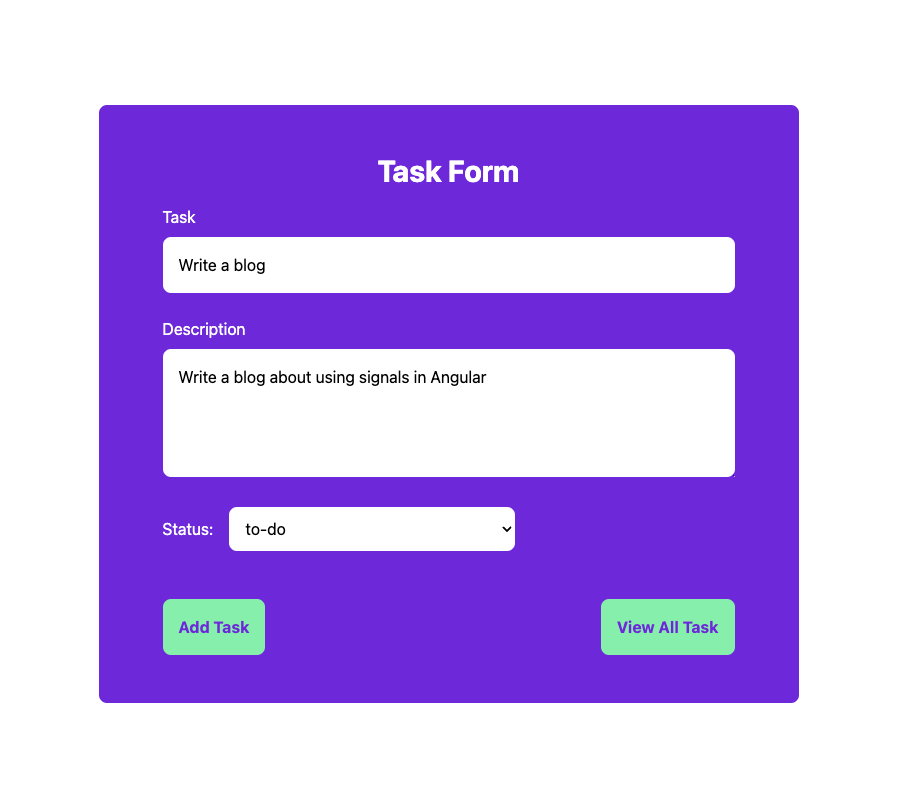 Task Form
Task
Write a blog
Description
Write a blog about using signals in Angular
Status: to-do
Add Task View All Task